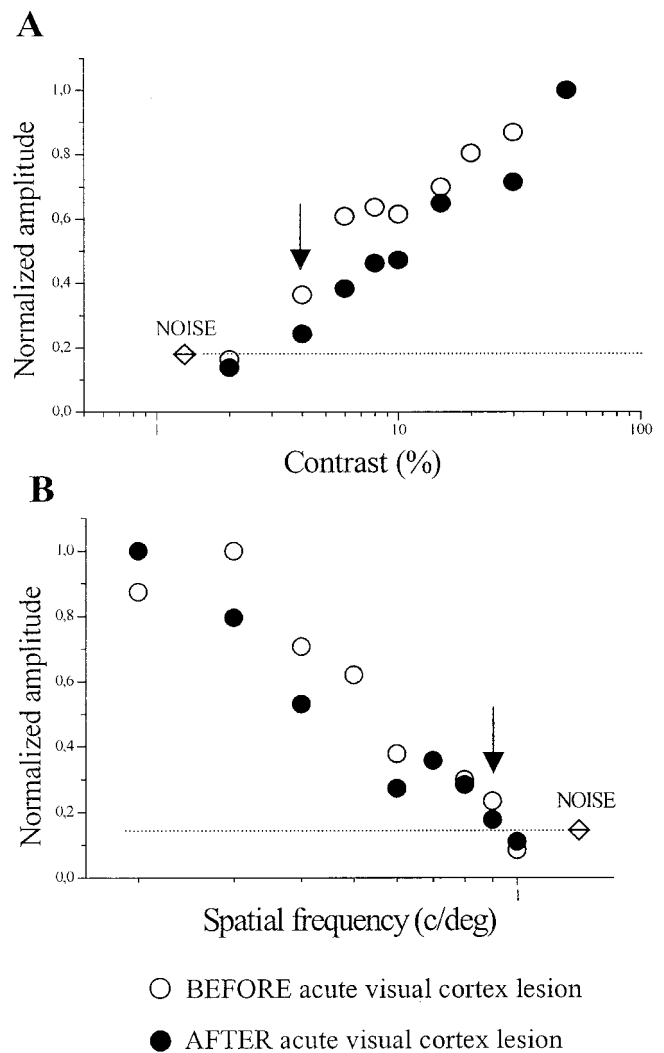 A
Normalized amplitude
1,0
0,8
0,6
0,4
0,2
0,0
NOISE
1
10
100
Contrast (%)
B
Normalized amplitude
1,0
0,8
0,6
0,4
0,2
0,0
NOISE
1
Spatial frequency (c/deg)
BEFORE acute visual cortex lesion
AFTER acute visual cortex lesion